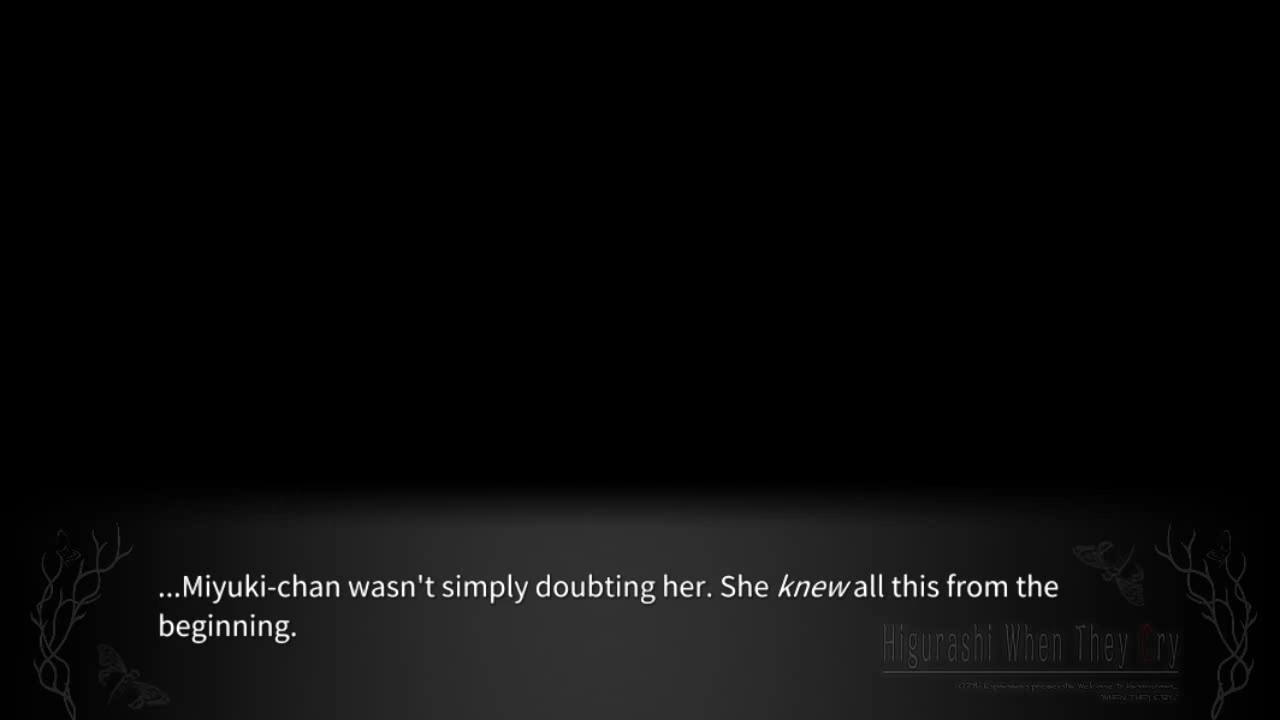 ...Miyuki-chan wasn't simply doubting her. She knew all this from the
beginning.
Higurashi When They Cry